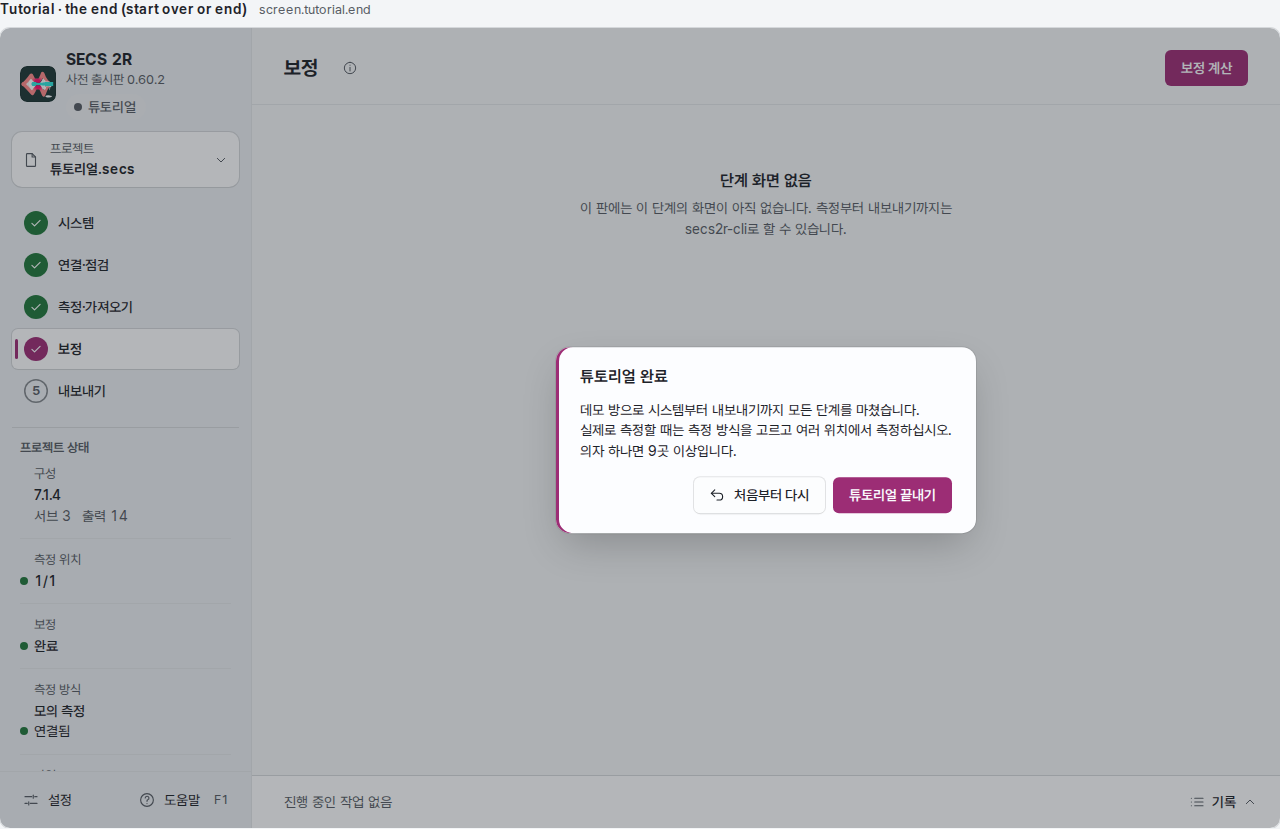 Tutorial · the end (start over or end) screen.tutorial.end
SECS 2R
사전 출시판 0.60.2
튜토리얼
프로젝트
튜토리얼.secs
시스템
연결·점검
측정·가져오기
보정
5 내보내기
프로젝트 상태
구성
7.1.4
서브 3 출력 14
측정 위치
1/1
보정
완료
측정 방식
모의 측정
연결됨
설정
도움말 F1
보정
보정 계산
단계 화면 없음
이 판에는 이 단계의 화면이 아직 없습니다. 측정부터 내보내기까지는
secs2r-cli로 할 수 있습니다.
튜토리얼 완료
데모 방으로 시스템부터 내보내기까지 모든 단계를 마쳤습니다.
실제로 측정할 때는 측정 방식을 고르고 여러 위치에서 측정하십시오.
의자 하나면 9곳 이상입니다.
처음부터 다시
튜토리얼 끝내기
진행 중인 작업 없음
기록